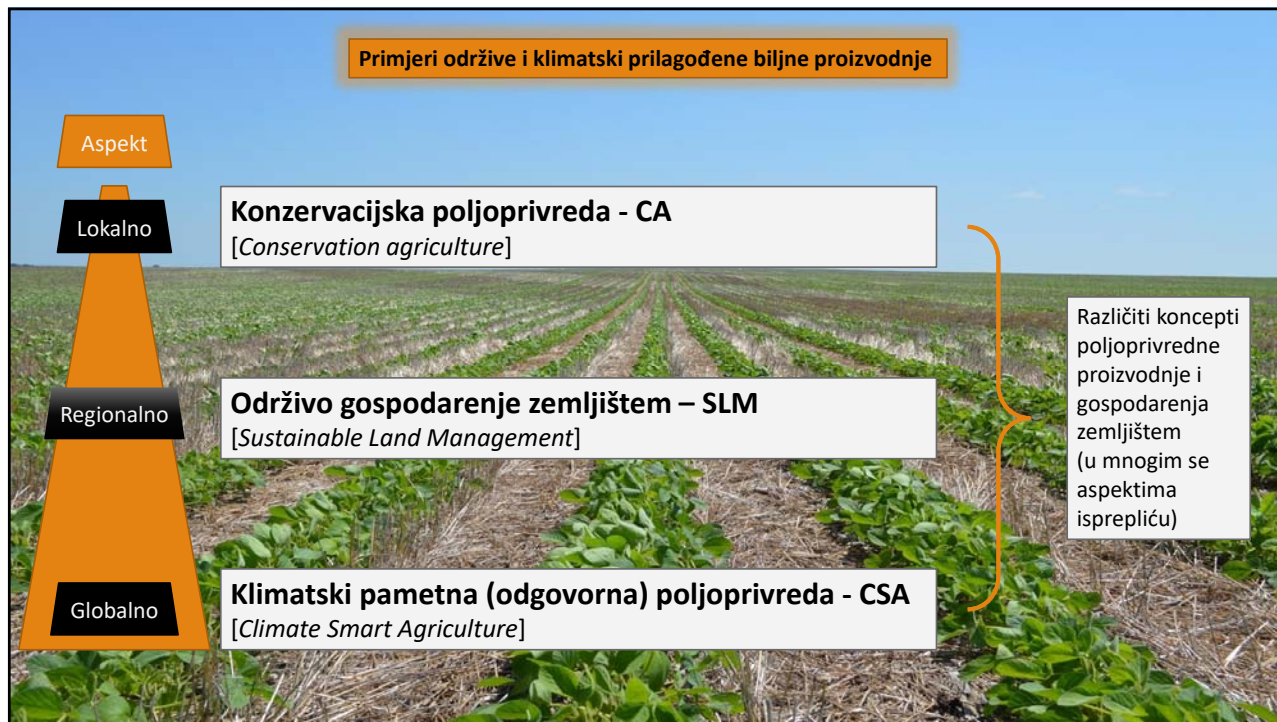 Primjeri održive i klimatski prilagođene biljne proizvodnje
Aspekt
Lokalno
Konzervacijska poljoprivreda - CA
[Conservation agriculture]
Regionalno
Održivo gospodarenje zemljištem – SLM
[Sustainable Land Management]
Globalno
Klimatski pametna (odgovorna) poljoprivreda - CSA
[Climate Smart Agriculture]
Različiti koncepti
poljoprivredne
proizvodnje i
gospodarenja
zemljištem
(u mnogim se
aspektima
isprepliću)